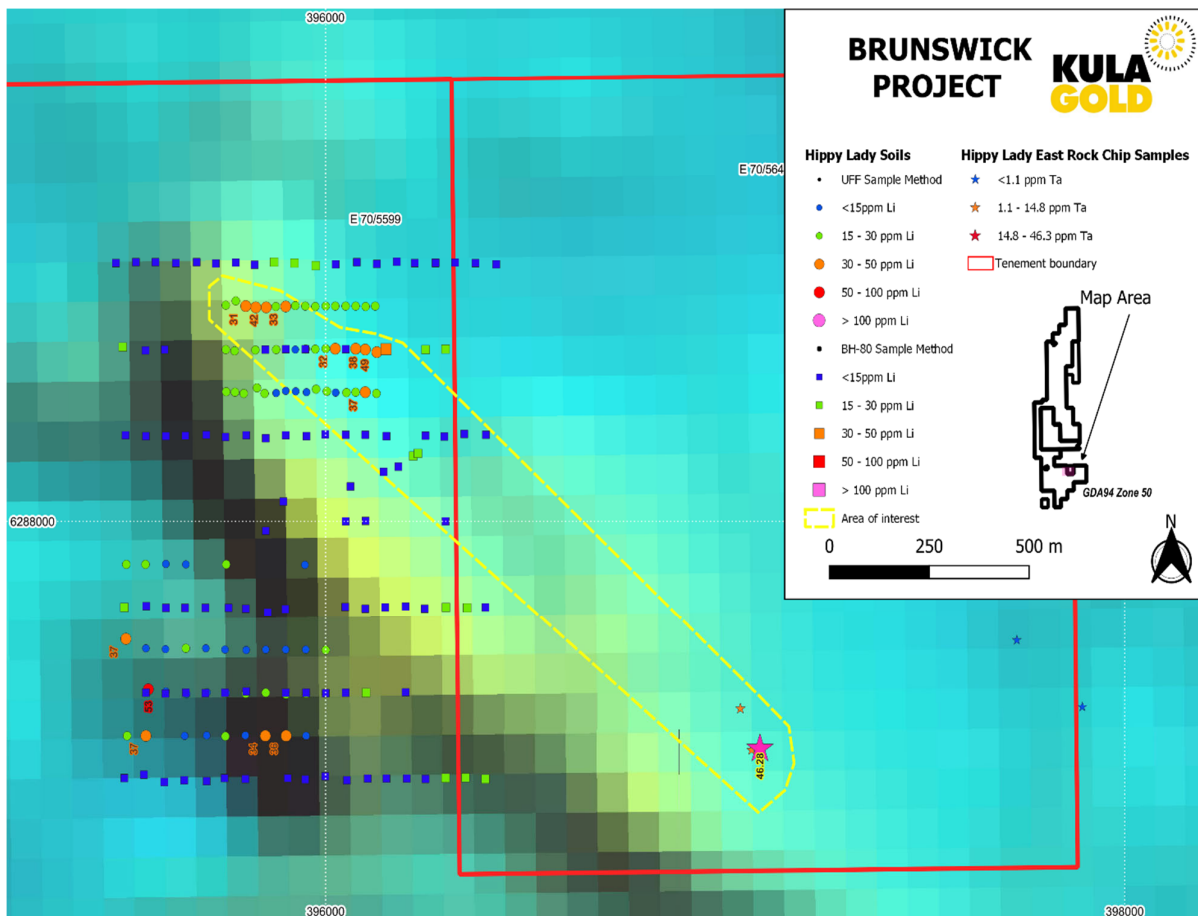 396000
BRUNSWICK
PROJECT
KULA
GOLD
Hippy Lady Soils
UFF Sample Method
<15ppm Li
15 - 30 ppm Li
30 - 50 ppm Li
50 - 100 ppm Li
> 100 ppm Li
BH-80 Sample Method
<15ppm Li
15 - 30 ppm Li
30 - 50 ppm Li
50 - 100 ppm Li
> 100 ppm Li
Area of interest
Hippy Lady East Rock Chip Samples
<1.1 ppm Ta
1.1 - 14.8 ppm Ta
14.8 - 46.3 ppm Ta
Tenement boundary
Map Area
GDA94 Zone 50
N
0 250 500 m
E 70/564
E 70/5599
31 42 33
32 38 49
37
6288000
37
53
37 34 36
46.28
396000 398000